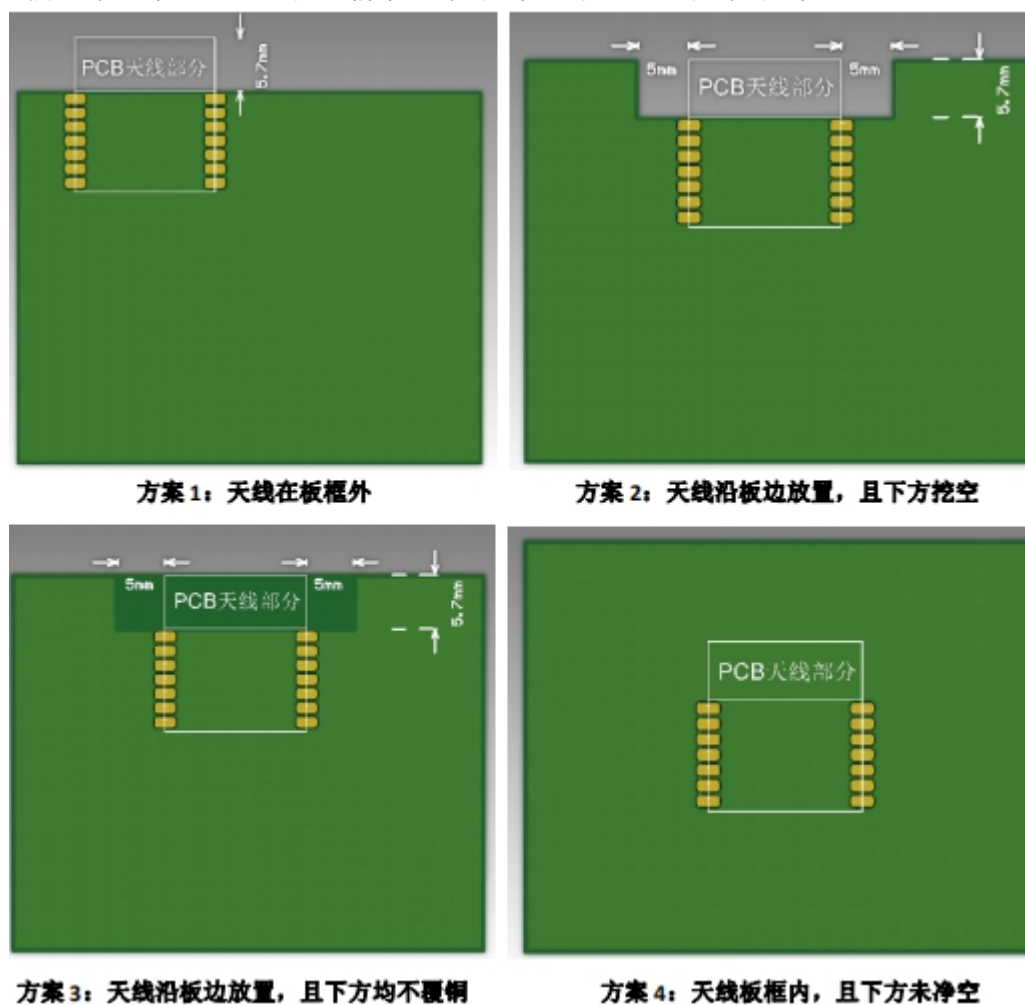 PCB天线部分
5.7mm
5mm
PCB天线部分
5mm
5.7mm
方案 1：天线在板框外
方案 2：天线沿板边放置，且下方挖空
5mm
PCB天线部分
5mm
5.7mm
PCB天线部分
方案 3：天线沿板边放置，且下方均不覆铜
方案 4：天线板框内，且下方未净空